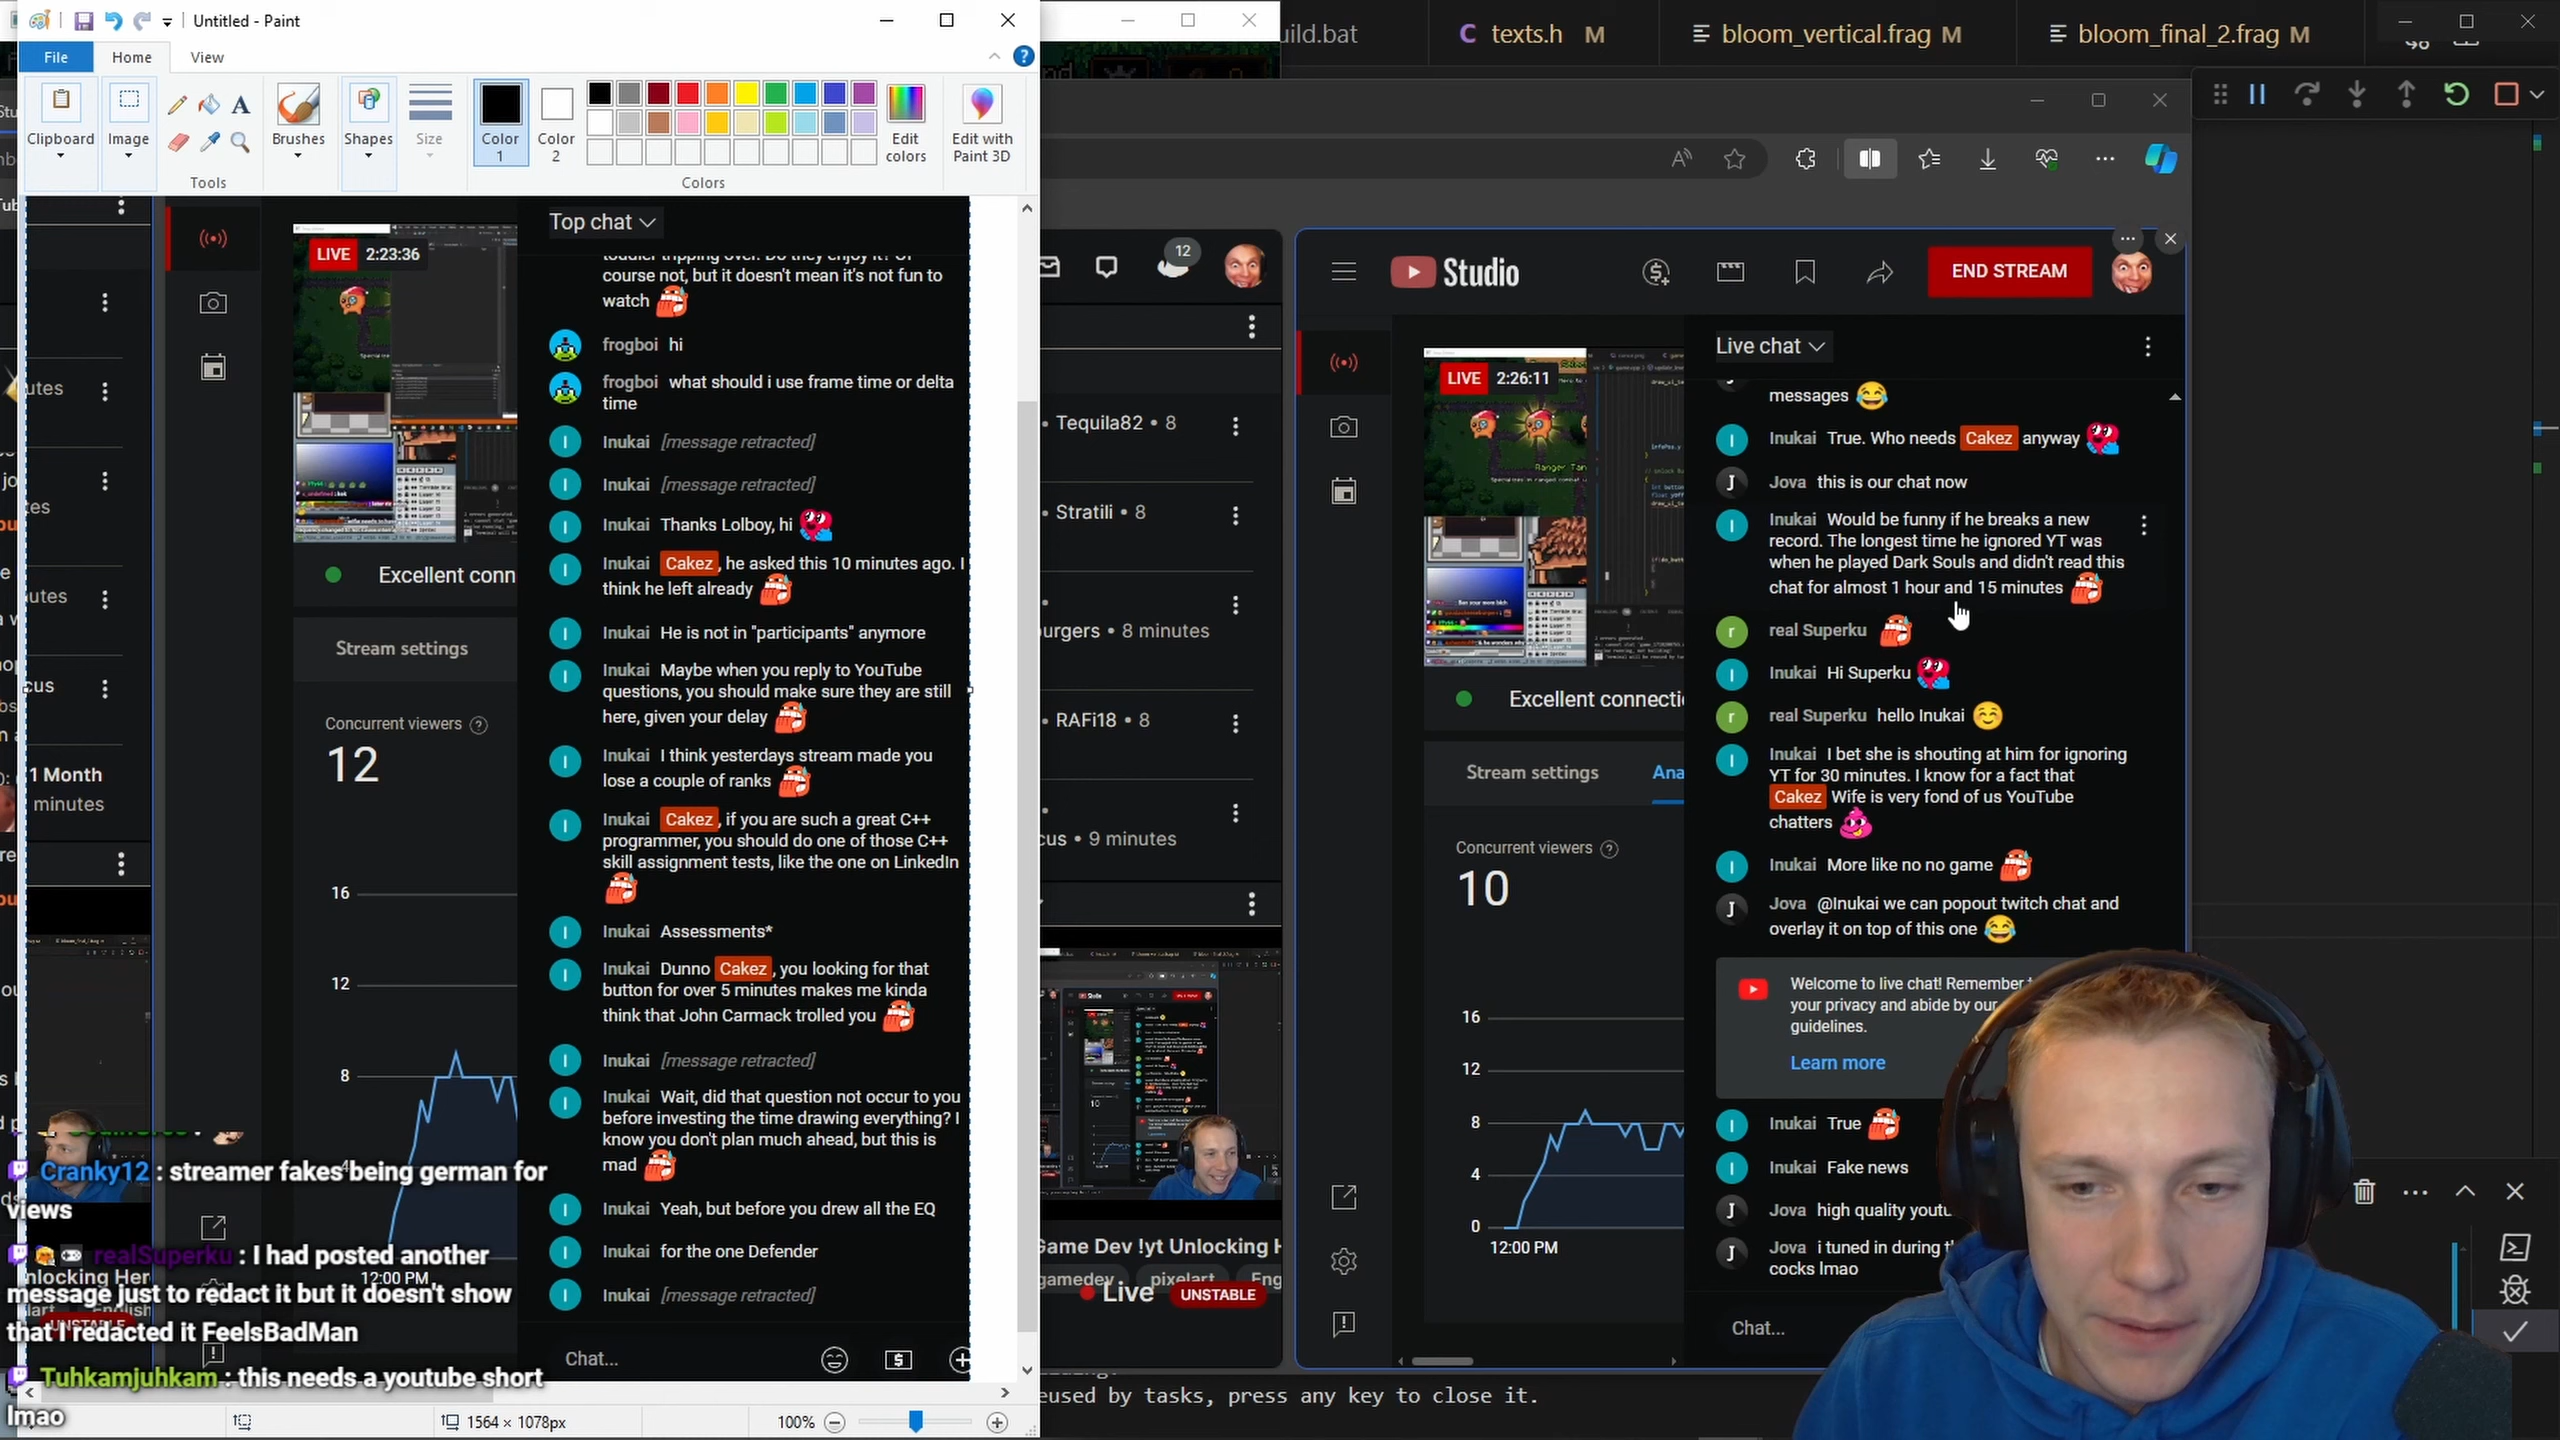 Untitled - Paint
File
Home
View
Clipboard
Image
Tools
Brushes
Shapes
Size
Color
1
Color
2
Edit
colors
Edit with
Paint 3D
Colors
uild.bat
texts.h M
bloom_vertical.frag M
bloom_final_2.frag M
LIVE 2:23:36
Excellent conn
Stream settings
Concurrent viewers
12
16
12
8
4
12:00 PM
utes
tes
utes
cus
1 Month
minutes
Top chat
course not, but it doesn't mean it's not fun to
watch
frogboi hi
frogboi what should i use frame time or delta
time
Inukai [message retracted]
Inukai [message retracted]
Inukai Thanks Lolboy, hi
Inukai Cakez, he asked this 10 minutes ago. I
think he left already
Inukai He is not in "participants" anymore
Inukai Maybe when you reply to YouTube
questions, you should make sure they are still
here, given your delay
Inukai I think yesterdays stream made you
lose a couple of ranks
Inukai Cakez, if you are such a great C++
programmer, you should do one of those C++
skill assignment tests, like the one on LinkedIn
Inukai Assessments*
Inukai Dunno Cakez, you looking for that
button for over 5 minutes makes me kinda
think that John Carmack trolled you
Inukai [message retracted]
Inukai Wait, did that question not occur to you
before investing the time drawing everything? I
know you don't plan much ahead, but this is
mad
Inukai Yeah, but before you drew all the EQ
Inukai for the one Defender
Inukai [message retracted]
Chat...
Cranky12 : streamer fakes being german for
views
realSuperku : I had posted another
message just to redact it but it doesn't show
that I redacted it FeelsBadMan
Tuhkamjuhkam : this needs a youtube short
lmao
nlocking Her
1564 × 1078px
100%
12
Tequila82 • 8
Stratili • 8
urgers • 8 minutes
RAFi18 • 8
cus • 9 minutes
Game Dev !yt Unlocking H
gamedev
pixelart
Eng
Live
UNSTABLE
Studio
END STREAM
LIVE 2:26:11
Excellent connecti
Stream settings
Ana
Concurrent viewers
10
16
12
8
4
0
12:00 PM
Live chat
messages
Inukai True. Who needs Cakez anyway
Jova this is our chat now
Inukai Would be funny if he breaks a new
record. The longest time he ignored YT was
when he played Dark Souls and didn't read this
chat for almost 1 hour and 15 minutes
real Superku
Inukai Hi Superku
real Superku hello Inukai
Inukai I bet she is shouting at him for ignoring
YT for 30 minutes. I know for a fact that
Cakez Wife is very fond of us YouTube
chatters
Inukai More like no no game
Jova @Inukai we can popout twitch chat and
overlay it on top of this one
Welcome to live chat! Remember
your privacy and abide by our
guidelines.
Learn more
Inukai True
Inukai Fake news
Jova high quality youtu
Jova i tuned in during t
cocks lmao
Chat...
eused by tasks, press any key to close it.